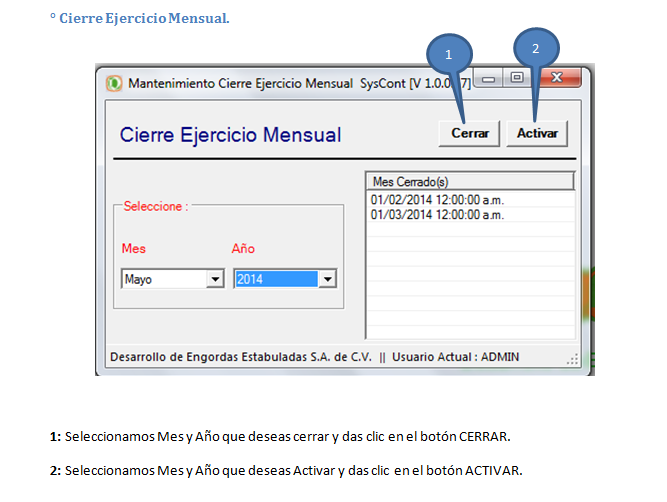 ° Cierre Ejercicio Mensual.
1
2
Mantenimiento Cierre Ejercicio Mensual SysCont [V 1.0.0 7]
Cierre Ejercicio Mensual
Cerrar
Activar
Mes Cerrado(s)
01/02/2014 12:00:00 a.m.
01/03/2014 12:00:00 a.m.
Seleccione :
Mes
Año
Mayo
2014
Desarrollo de Engordas Estabuladas S.A. de C.V. || Usuario Actual : ADMIN
1: Seleccionamos Mes y Año que deseas cerrar y das clic en el botón CERRAR.
2: Seleccionamos Mes y Año que deseas Activar y das clic en el botón ACTIVAR.